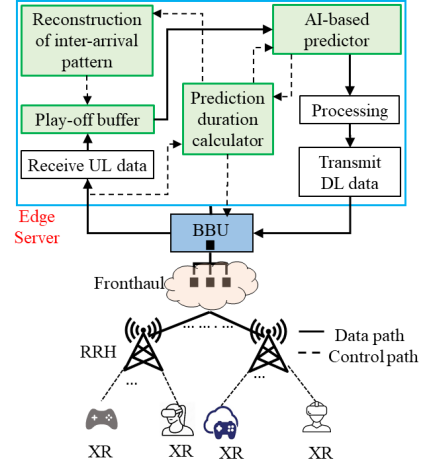 Reconstruction
of inter-arrival
pattern
AI-based
predictor
Play-off buffer
Prediction
duration
calculator
Processing
Receive UL data
Transmit
DL data
Edge
Server
BBU
Fronthaul
... ... . ...
RRH
Data path
Control path
...
...
XR
XR
XR
XR